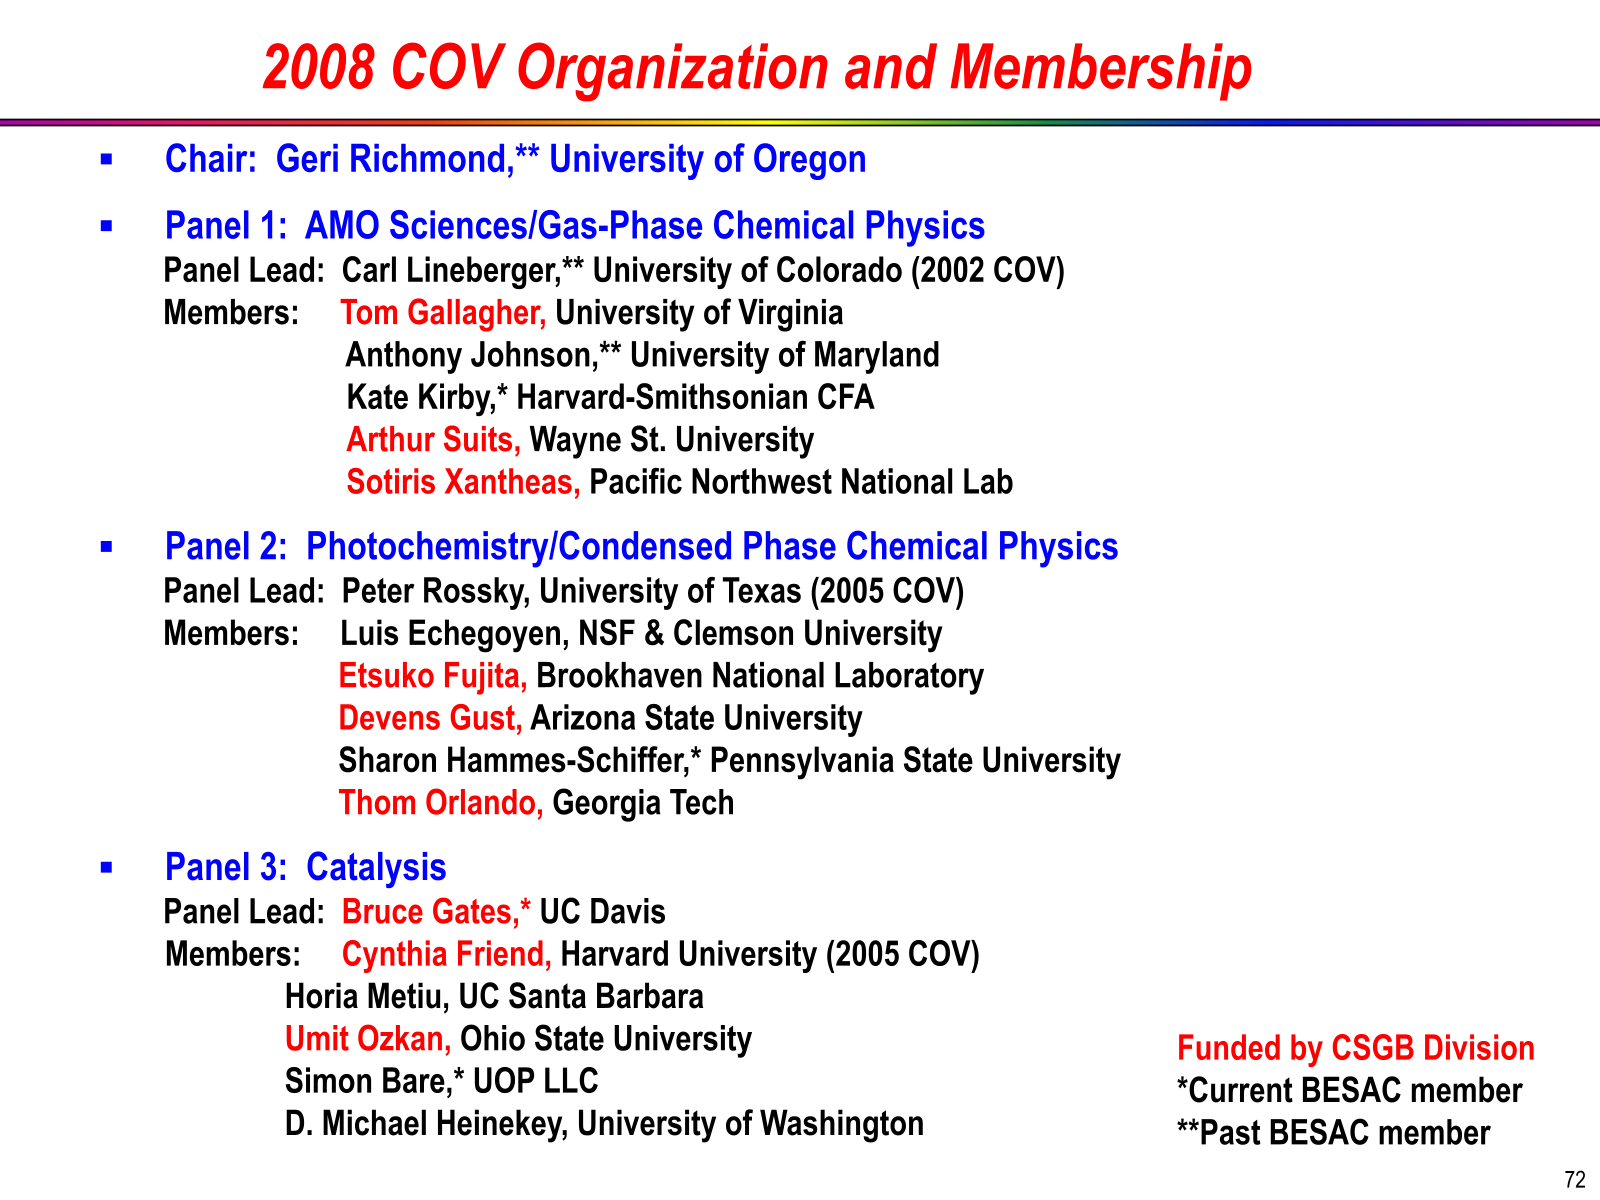 2008 COV Organization and Membership
▪ Chair: Geri Richmond,** University of Oregon
▪ Panel 1: AMO Sciences/Gas-Phase Chemical Physics
Panel Lead: Carl Lineberger,** University of Colorado (2002 COV)
Members: Tom Gallagher, University of Virginia
Anthony Johnson,** University of Maryland
Kate Kirby,* Harvard-Smithsonian CFA
Arthur Suits, Wayne St. University
Sotiris Xantheas, Pacific Northwest National Lab
▪ Panel 2: Photochemistry/Condensed Phase Chemical Physics
Panel Lead: Peter Rossky, University of Texas (2005 COV)
Members: Luis Echegoyen, NSF & Clemson University
Etsuko Fujita, Brookhaven National Laboratory
Devens Gust, Arizona State University
Sharon Hammes-Schiffer,* Pennsylvania State University
Thom Orlando, Georgia Tech
▪ Panel 3: Catalysis
Panel Lead: Bruce Gates,* UC Davis
Members: Cynthia Friend, Harvard University (2005 COV)
Horia Metiu, UC Santa Barbara
Umit Ozkan, Ohio State University
Simon Bare,* UOP LLC
D. Michael Heinekey, University of Washington
Funded by CSGB Division
*Current BESAC member
**Past BESAC member
72